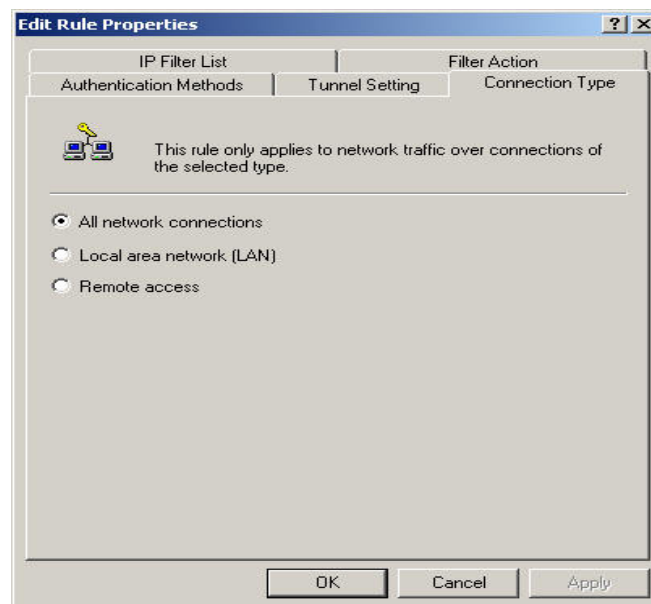 Edit Rule Properties
IP Filter List
Filter Action
Authentication Methods
Tunnel Setting
Connection Type
This rule only applies to network traffic over connections of
the selected type.
All network connections
Local area network (LAN)
Remote access
OK
Cancel
Apply